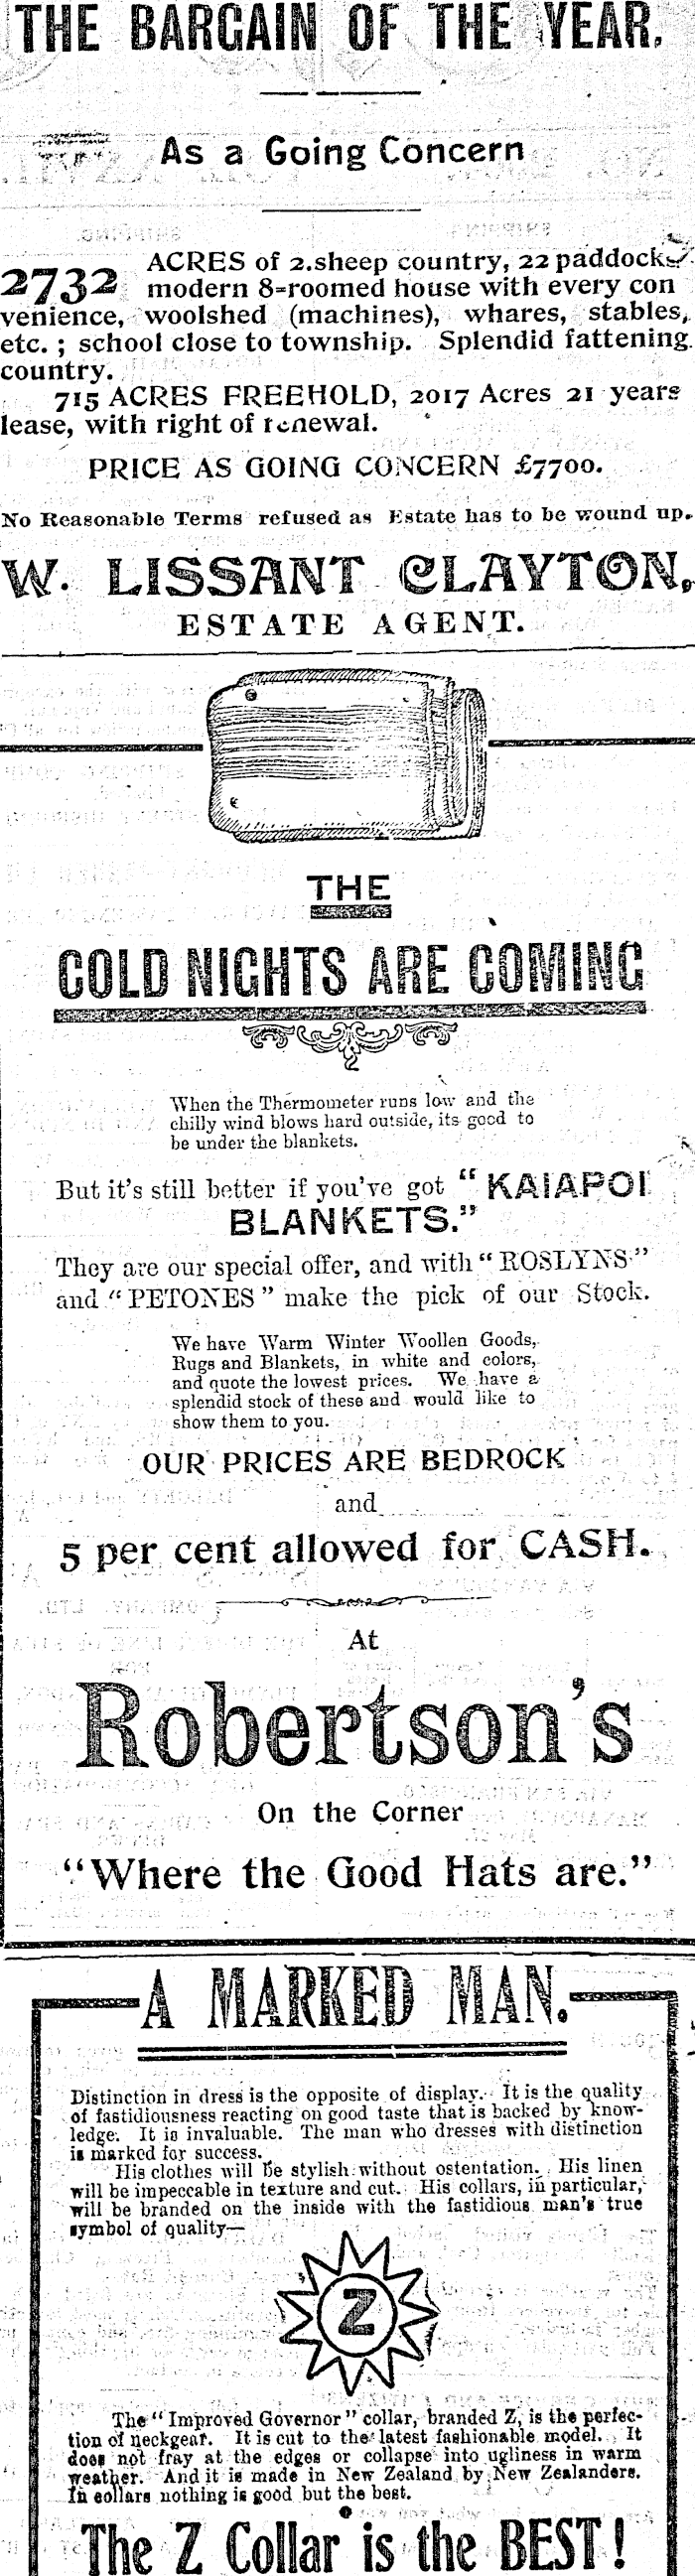 THE BARGAIN OF THE YEAR.
As a Going Concern
2732 ACRES of 2.sheep country, 22 paddocks,
modern 8-roomed house with every con
venience, woolshed (machines), whares, stables,
etc. ; school close to township. Splendid fattening
country.
715 ACRES FREEHOLD, 2017 Acres 21 years
lease, with right of renewal.
PRICE AS GOING CONCERN £7700.
No Reasonable Terms refused as Estate has to be wound up.
W. LISSANT CLAYTON,
ESTATE AGENT.
THE
COLD NIGHTS ARE COMING
When the Thermometer runs low and the
chilly wind blows hard outside, its good to
be under the blankets.
But it's still better if you've got "KAIAPOI
BLANKETS."
They are our special offer, and with "ROSLYNS"
and "PETONES" make the pick of our Stock.
We have Warm Winter Woollen Goods,
Rugs and Blankets, in white and colors,
and quote the lowest prices. We have a
splendid stock of these and would like to
show them to you.
OUR PRICES ARE BEDROCK
and
5 per cent allowed for CASH.
At
Robertson's
On the Corner
"Where the Good Hats are."
A MARKED MAN.
Distinction in dress is the opposite of display. It is the quality
of fastidiousness reacting on good taste that is backed by know-
ledge. It is invaluable. The man who dresses with distinction
is marked for success.
His clothes will be stylish without ostentation. His linen
will be impeccable in texture and cut. His collars, in particular,
will be branded on the inside with the fastidious man's true
symbol of quality—
Z
The "Improved Governor" collar, branded Z, is the perfec-
tion of neckgear. It is cut to the latest fashionable model. It
does not fray at the edges or collapse into ugliness in warm
weather. And it is made in New Zealand by New Zealanders.
In collars nothing is good but the best.
The Z Collar is the BEST!